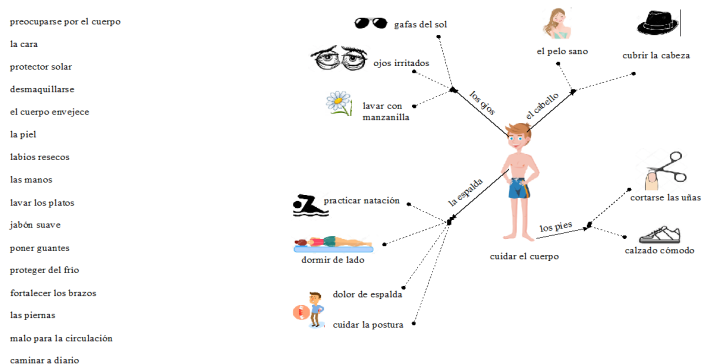 preocuparse por el cuerpo
la cara
protector solar
desmaquillarse
el cuerpo envejece
la piel
labios resecos
las manos
lavar los platos
jabón suave
poner guantes
proteger del frío
fortalecer los brazos
las piernas
malo para la circulación
caminar a diario
gafas del sol
ojos irritados
lavar con
manzanilla
los ojos
el pelo sano
cubrir la cabeza
el cabello
practicar natación
dormir de lado
dolor de espalda
cuidar la postura
la espalda
cuidar el cuerpo
los pies
cortarse las uñas
calzado cómodo